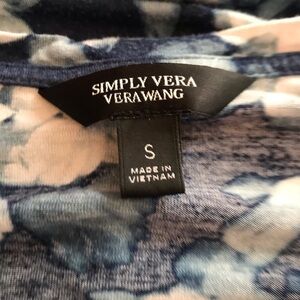 SIMPLY VERA
VERAWANG
S
MADE IN
VIETNAM